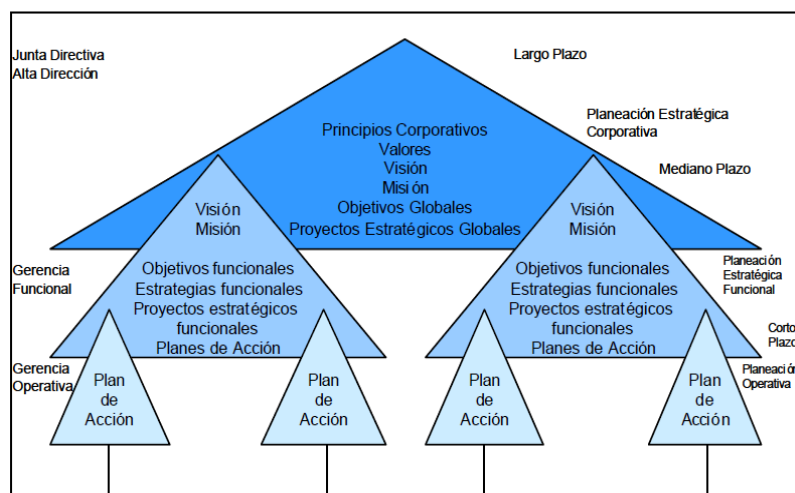 Junta Directiva
Alta Dirección
Largo Plazo
Planeación Estratégica
Corporativa
Mediano Plazo
Principios Corporativos
Valores
Visión
Misión
Objetivos Globales
Proyectos Estratégicos Globales
Visión
Misión
Objetivos funcionales
Estrategias funcionales
Proyectos estratégicos
funcionales
Planes de Acción
Visión
Misión
Objetivos funcionales
Estrategias funcionales
Proyectos estratégicos
funcionales
Planes de Acción
Gerencia
Funcional
Planeación
Estratégica
Funcional
Corto
Plazo
Gerencia
Operativa
Planeación
Operativa
Plan
de
Acción
Plan
de
Acción
Plan
de
Acción
Plan
de
Acción